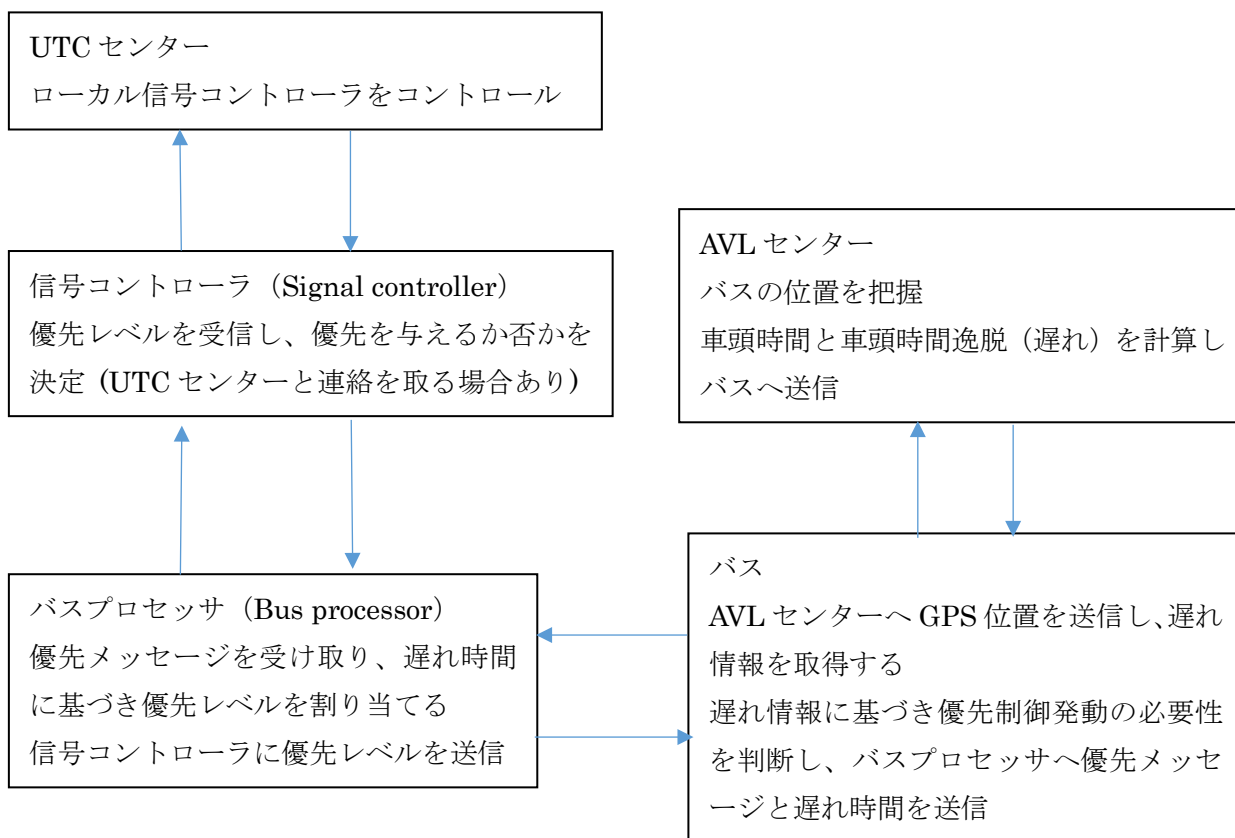 UTC センター
ローカル信号コントローラをコントロール
信号コントローラ（Signal controller）
優先レベルを受信し、優先を与えるか否かを
決定 (UTC センターと連絡を取る場合あり)
AVL センター
バスの位置を把握
車頭時間と車頭時間逸脱（遅れ）を計算し
バスへ送信
バスプロセッサ（Bus processor）
優先メッセージを受け取り、遅れ時間
に基づき優先レベルを割り当てる
信号コントローラに優先レベルを送信
バス
AVL センターへ GPS 位置を送信し、遅れ
情報を取得する
遅れ情報に基づき優先制御発動の必要性
を判断し、バスプロセッサへ優先メッセ
ージと遅れ時間を送信